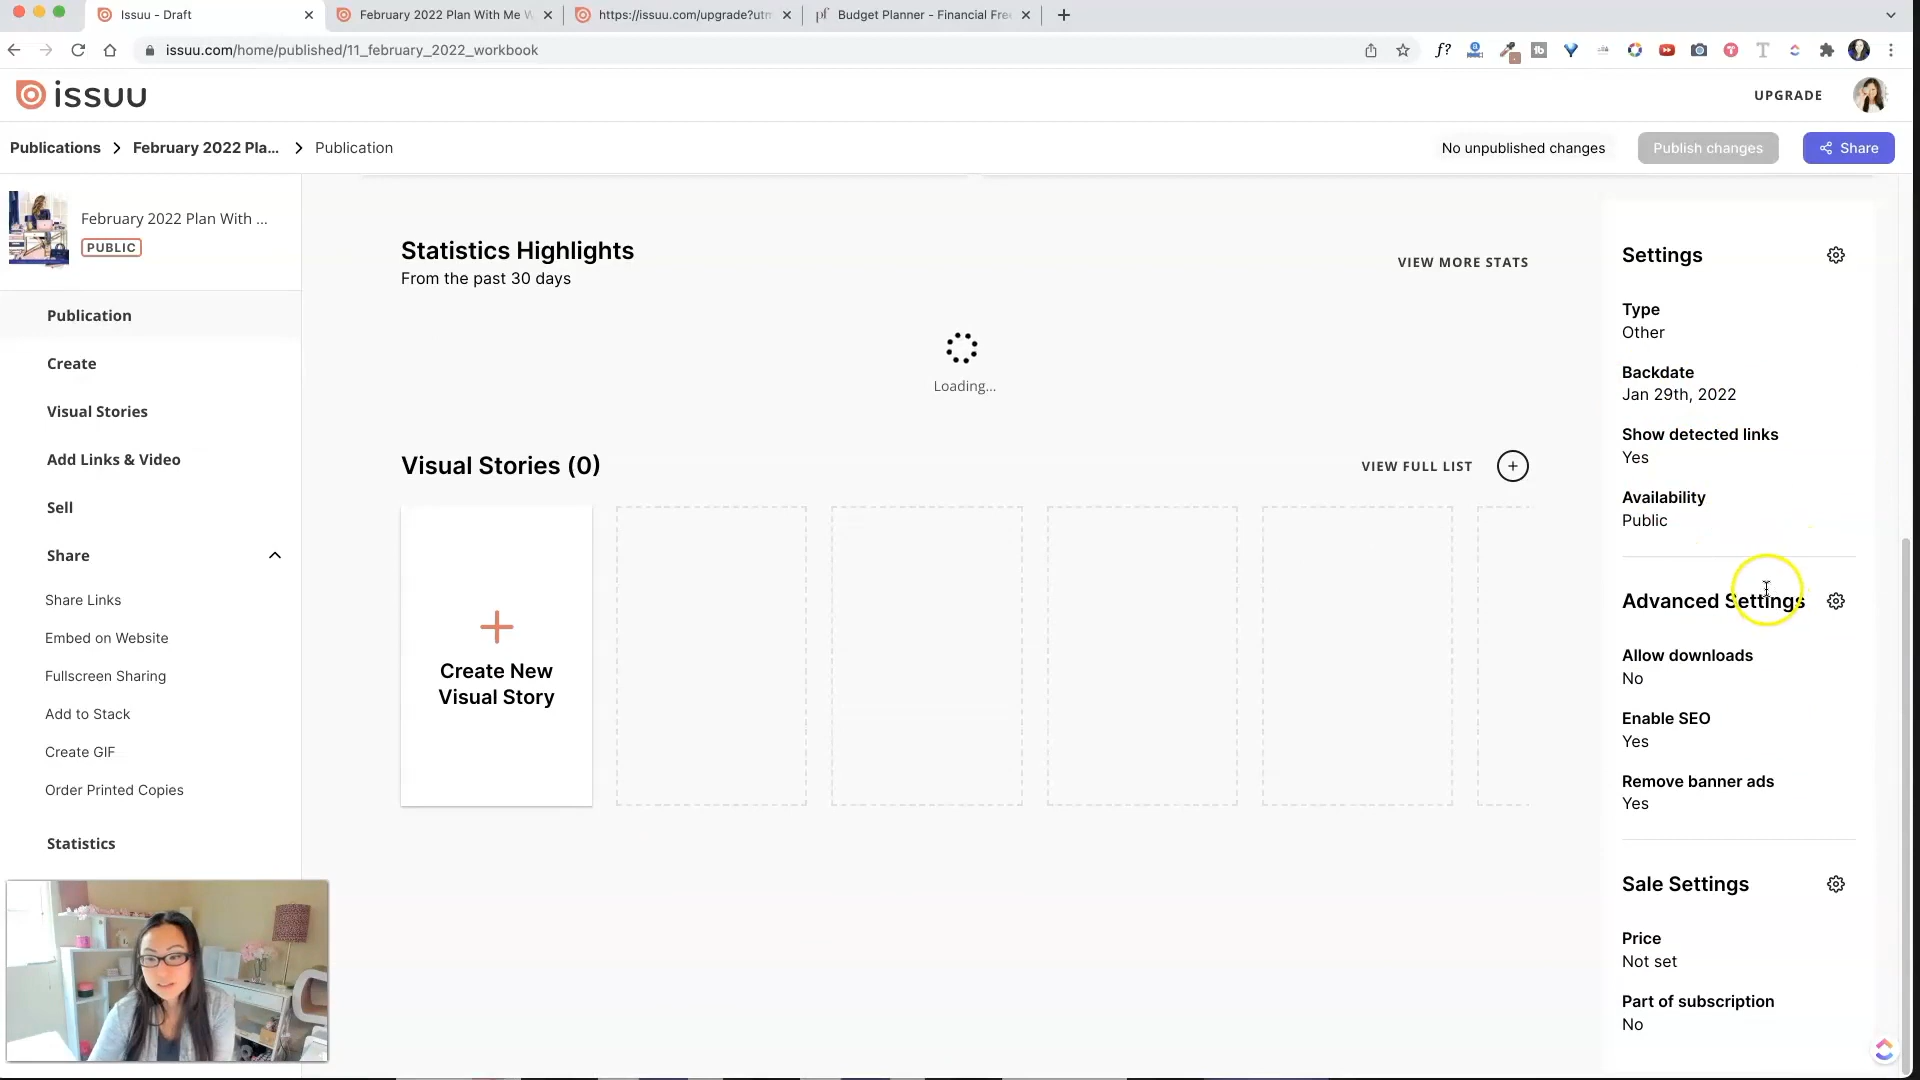 Issuu - Draft
February 2022 Plan With Me W
https://issuu.com/upgrade?utm
Budget Planner - Financial Free
issuu.com/home/published/11_february_2022_workbook
issuu
UPGRADE
Publications > February 2022 Pla... > Publication
No unpublished changes
Publish changes
Share
February 2022 Plan With ...
PUBLIC
Publication
Create
Visual Stories
Add Links & Video
Sell
Share
Share Links
Embed on Website
Fullscreen Sharing
Add to Stack
Create GIF
Order Printed Copies
Statistics
Statistics Highlights
From the past 30 days
VIEW MORE STATS
Loading...
Visual Stories (0)
VIEW FULL LIST
Create New
Visual Story
Settings
Type
Other
Backdate
Jan 29th, 2022
Show detected links
Yes
Availability
Public
Advanced Settings
Allow downloads
No
Enable SEO
Yes
Remove banner ads
Yes
Sale Settings
Price
Not set
Part of subscription
No